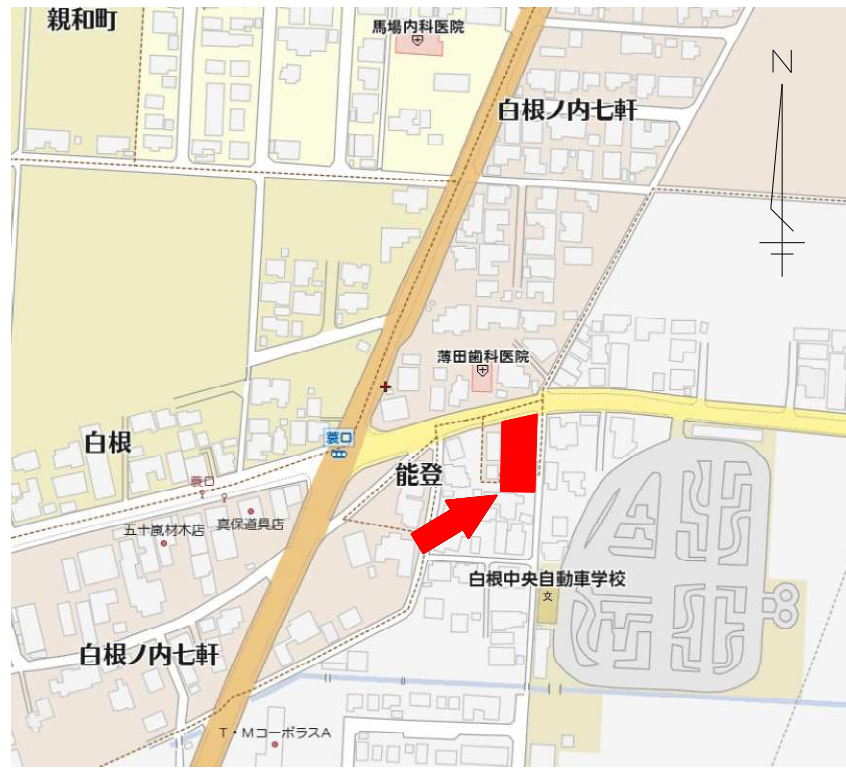 親和町
馬場内科医院
N
白根ノ内七軒
薄田歯科医院
白根
蓑口
能登
蓑口
五十嵐材木店
真保道具店
白根中央自動車学校
文
白根ノ内七軒
T・MコーポラスA